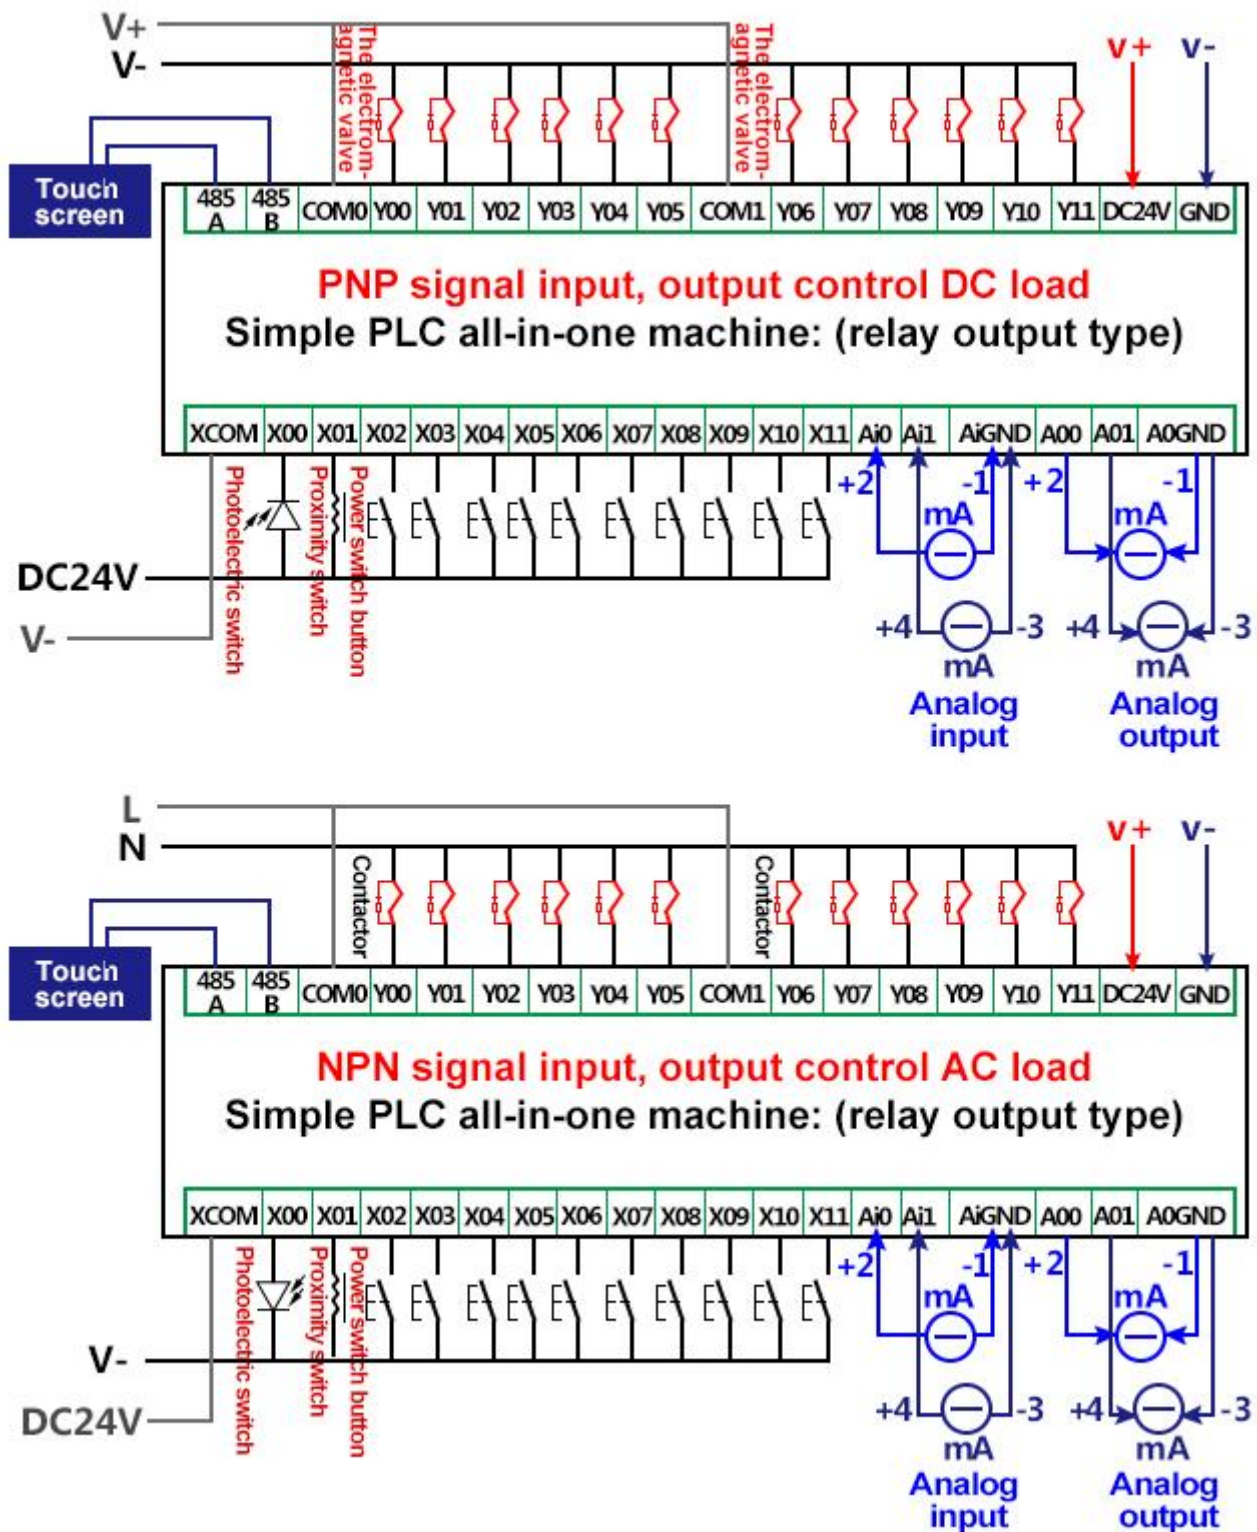 V+
V-
The electrom-
agnetic valve
The electrom-
agnetic valve
v+
v-
Touch
screen
485
A
485
B
COM0 Y00 Y01 Y02 Y03 Y04 Y05 COM1 Y06 Y07 Y08 Y09 Y10 Y11 DC24V GND
PNP signal input, output control DC load
Simple PLC all-in-one machine: (relay output type)
XCOM X00 X01 X02 X03 X04 X05 X06 X07 X08 X09 X10 X11 Ai0 Ai1 AiGND A00 A01 A0GND
Photoelectric switch
Proximity switch
Power switch button
+2
-1
+2
-1
mA
mA
DC24V
V-
+4
-3
+4
-3
mA
mA
Analog
input
Analog
output
L
N
Contactor
Contactor
v+
v-
Touch
screen
485
A
485
B
COM0 Y00 Y01 Y02 Y03 Y04 Y05 COM1 Y06 Y07 Y08 Y09 Y10 Y11 DC24V GND
NPN signal input, output control AC load
Simple PLC all-in-one machine: (relay output type)
XCOM X00 X01 X02 X03 X04 X05 X06 X07 X08 X09 X10 X11 Ai0 Ai1 AiGND A00 A01 A0GND
Photoelectric switch
Proximity switch
Power switch button
+2
-1
+2
-1
mA
mA
V-
DC24V
+4
-3
+4
-3
mA
mA
Analog
input
Analog
output